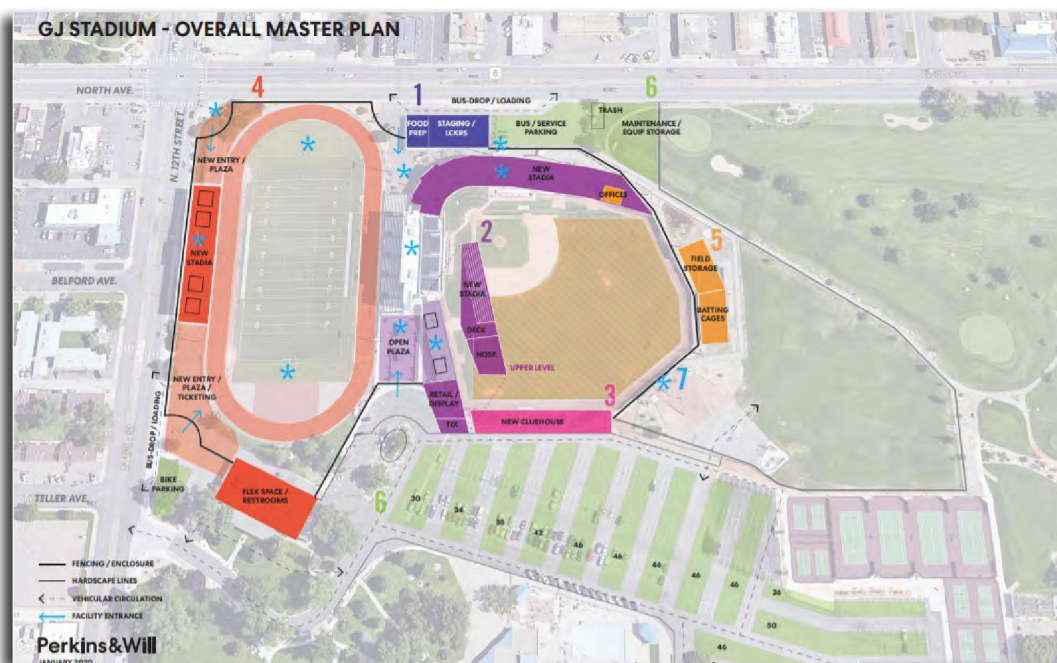 GJ STADIUM - OVERALL MASTER PLAN
NORTH AVE.
6
4
1
BUS-DROP / LOADING
6
TRASH
FOOD
PREP
STAGING /
LCKRS
BUS / SERVICE
PARKING
MAINTENANCE /
EQUIP STORAGE
N. 12TH STREET
NEW ENTRY /
PLAZA
NEW
STADIA
OFFICES
2
5
NEW
STADIA
FIELD
STORAGE
BELFORD AVE.
NEW
STADIA
BATTING
CAGES
DECK
OPEN
PLAZA
HOSP.
UPPER LEVEL
7
NEW ENTRY /
PLAZA /
TICKETING
RETAIL /
DISPLAY
3
TIX
NEW CLUBHOUSE
BUS-DROP / LOADING
BIKE
PARKING
TELLER AVE.
FLEX SPACE /
RESTROOMS
6
30
36
38
42
46
46
46
46
46
26
50
46
FENCING / ENCLOSURE
HARDSCAPE LINES
VEHICULAR CIRCULATION
FACILITY ENTRANCE
Perkins&Will
JANUARY 2020